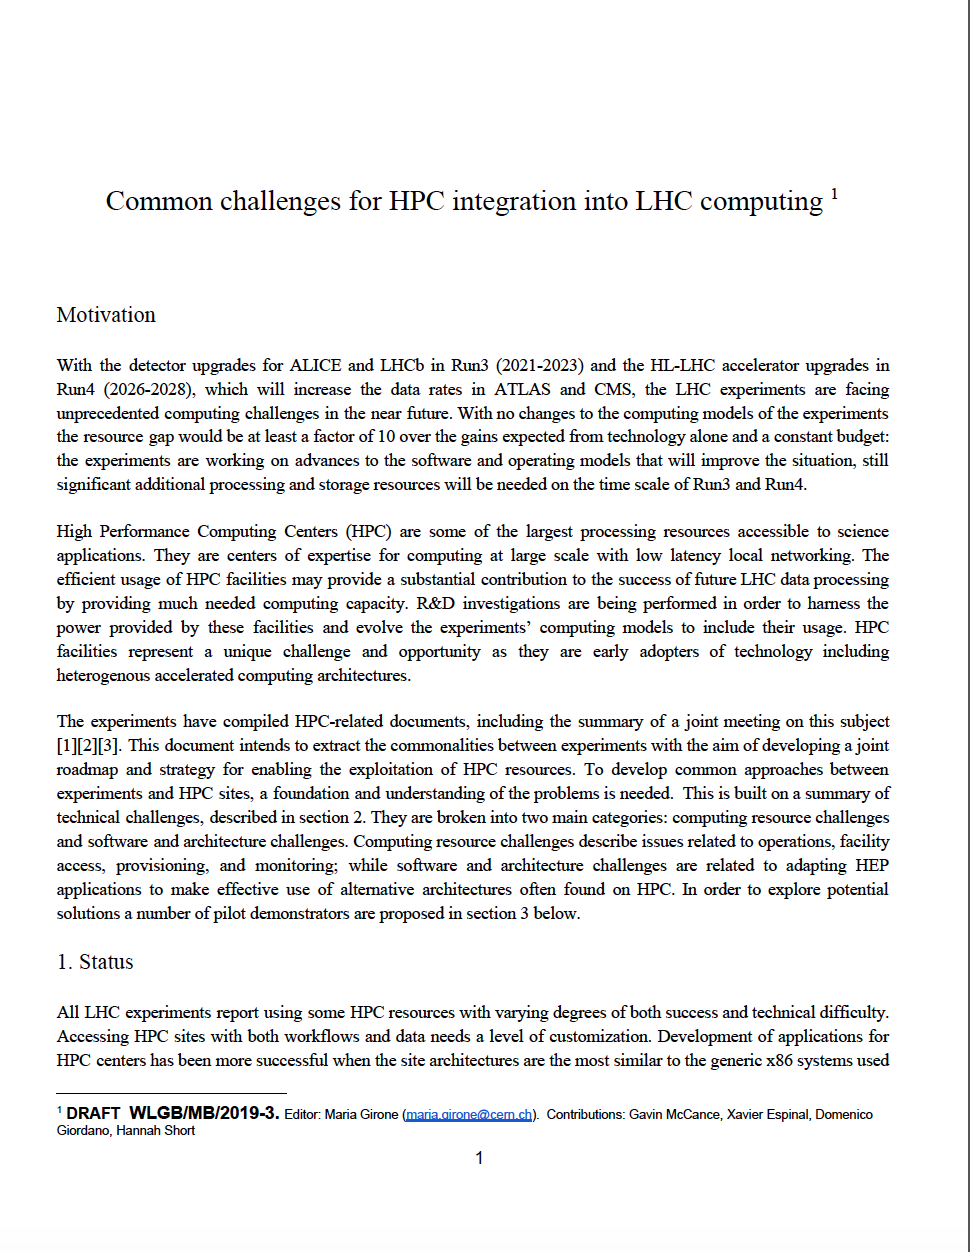 Common challenges for HPC integration into LHC computing 1
Motivation
With the detector upgrades for ALICE and LHCb in Run3 (2021-2023) and the HL-LHC accelerator upgrades in
Run4 (2026-2028), which will increase the data rates in ATLAS and CMS, the LHC experiments are facing
unprecedented computing challenges in the near future. With no changes to the computing models of the experiments
the resource gap would be at least a factor of 10 over the gains expected from technology alone and a constant budget:
the experiments are working on advances to the software and operating models that will improve the situation, still
significant additional processing and storage resources will be needed on the time scale of Run3 and Run4.
High Performance Computing Centers (HPC) are some of the largest processing resources accessible to science
applications. They are centers of expertise for computing at large scale with low latency local networking. The
efficient usage of HPC facilities may provide a substantial contribution to the success of future LHC data processing
by providing much needed computing capacity. R&D investigations are being performed in order to harness the
power provided by these facilities and evolve the experiments’ computing models to include their usage. HPC
facilities represent a unique challenge and opportunity as they are early adopters of technology including
heterogenous accelerated computing architectures.
The experiments have compiled HPC-related documents, including the summary of a joint meeting on this subject
[1][2][3]. This document intends to extract the commonalities between experiments with the aim of developing a joint
roadmap and strategy for enabling the exploitation of HPC resources. To develop common approaches between
experiments and HPC sites, a foundation and understanding of the problems is needed. This is built on a summary of
technical challenges, described in section 2. They are broken into two main categories: computing resource challenges
and software and architecture challenges. Computing resource challenges describe issues related to operations, facility
access, provisioning, and monitoring; while software and architecture challenges are related to adapting HEP
applications to make effective use of alternative architectures often found on HPC. In order to explore potential
solutions a number of pilot demonstrators are proposed in section 3 below.
1. Status
All LHC experiments report using some HPC resources with varying degrees of both success and technical difficulty.
Accessing HPC sites with both workflows and data needs a level of customization. Development of applications for
HPC centers has been more successful when the site architectures are the most similar to the generic x86 systems used
1 DRAFT WLGB/MB/2019-3. Editor: Maria Girone (maria.girone@cern.ch). Contributions: Gavin McCance, Xavier Espinal, Domenico
Giordano, Hannah Short
1